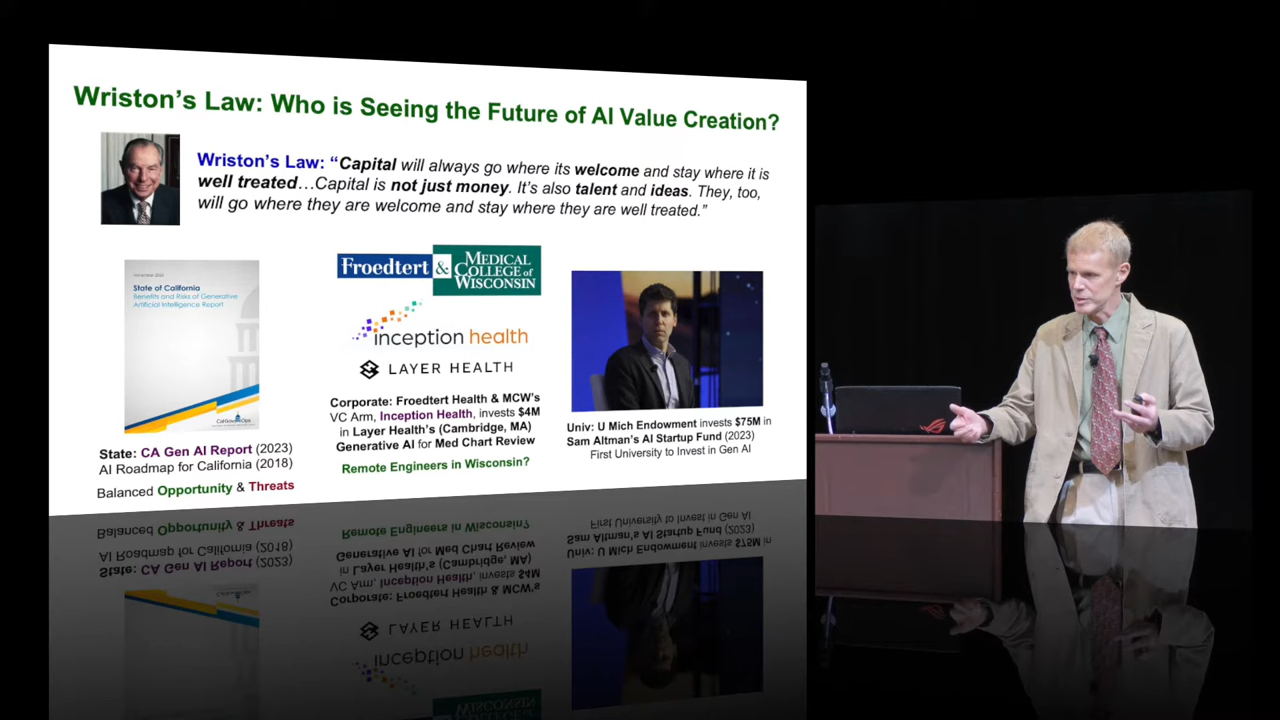 Wriston's Law: Who is Seeing the Future of AI Value Creation?
Wriston's Law: "Capital will always go where its welcome and stay where it is
well treated…Capital is not just money. It's also talent and ideas. They, too,
will go where they are welcome and stay where they are well treated."
State of California
Benefits and Risks of Generative
Artificial Intelligence Report
State: CA Gen AI Report (2023)
AI Roadmap for California (2018)
Balanced Opportunity & Threats
Froedtert & MEDICAL
COLLEGE of
WISCONSIN
inception health
LAYER HEALTH
Corporate: Froedtert Health & MCW's
VC Arm, Inception Health, invests $4M
in Layer Health's (Cambridge, MA)
Generative AI for Med Chart Review
Remote Engineers in Wisconsin?
Univ: U Mich Endowment invests $75M in
Sam Altman's AI Startup Fund (2023)
First University to Invest in Gen AI